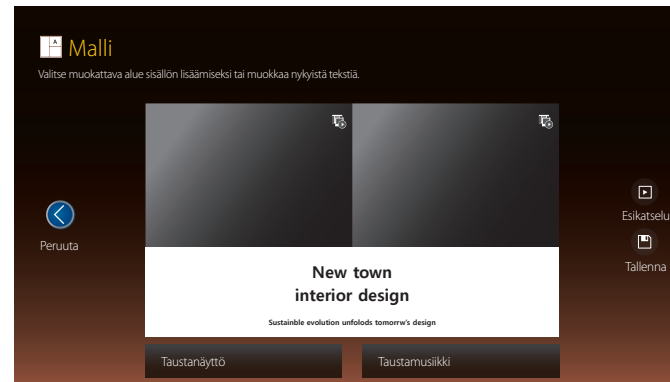 A
Malli
Valitse muokattava alue sisällön lisäämiseksi tai muokkaa nykyistä tekstiä.
Peruuta
Esikatselu
Tallenna
New town
interior design
Sustainble evolution unfolods tomorrw's design
Taustanäyttö
Taustamusiikki